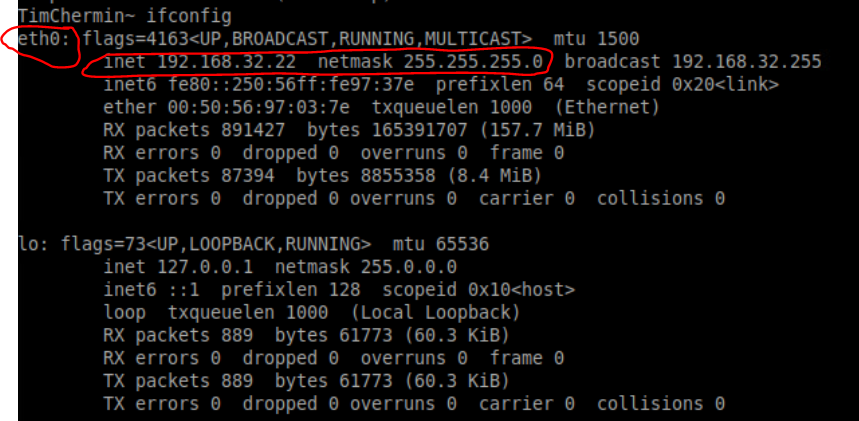 TimChermin~ ifconfig
eth0: flags=4163<UP,BROADCAST,RUNNING,MULTICAST>  mtu 1500
        inet 192.168.32.22  netmask 255.255.255.0  broadcast 192.168.32.255
        inet6 fe80::250:56ff:fe97:37e  prefixlen 64  scopeid 0x20<link>
        ether 00:50:56:97:03:7e  txqueuelen 1000  (Ethernet)
        RX packets 891427  bytes 165391707 (157.7 MiB)
        RX errors 0  dropped 0  overruns 0  frame 0
        TX packets 87394  bytes 8855358 (8.4 MiB)
        TX errors 0  dropped 0 overruns 0  carrier 0  collisions 0

lo: flags=73<UP,LOOPBACK,RUNNING>  mtu 65536
        inet 127.0.0.1  netmask 255.0.0.0
        inet6 ::1  prefixlen 128  scopeid 0x10<host>
        loop  txqueuelen 1000  (Local Loopback)
        RX packets 889  bytes 61773 (60.3 KiB)
        RX errors 0  dropped 0  overruns 0  frame 0
        TX packets 889  bytes 61773 (60.3 KiB)
        TX errors 0  dropped 0 overruns 0  carrier 0  collisions 0